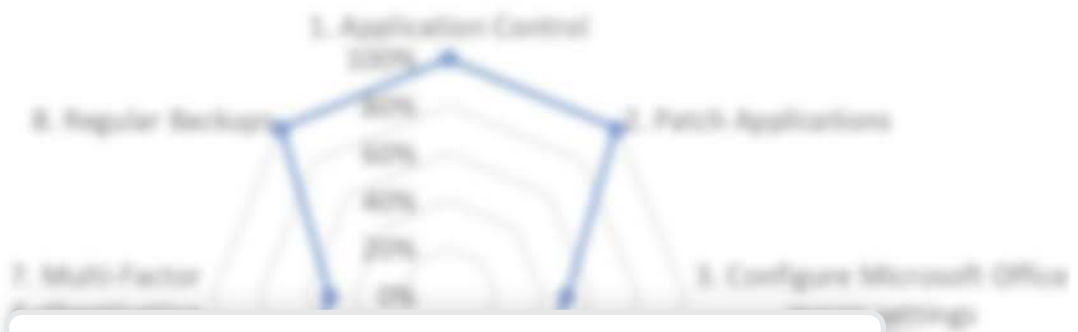 1. Application Control
100%
8. Regular Backups
80%
2. Patch Applications
60%
40%
20%
7. Multi-Factor
3. Configure Microsoft Office
0%
settings